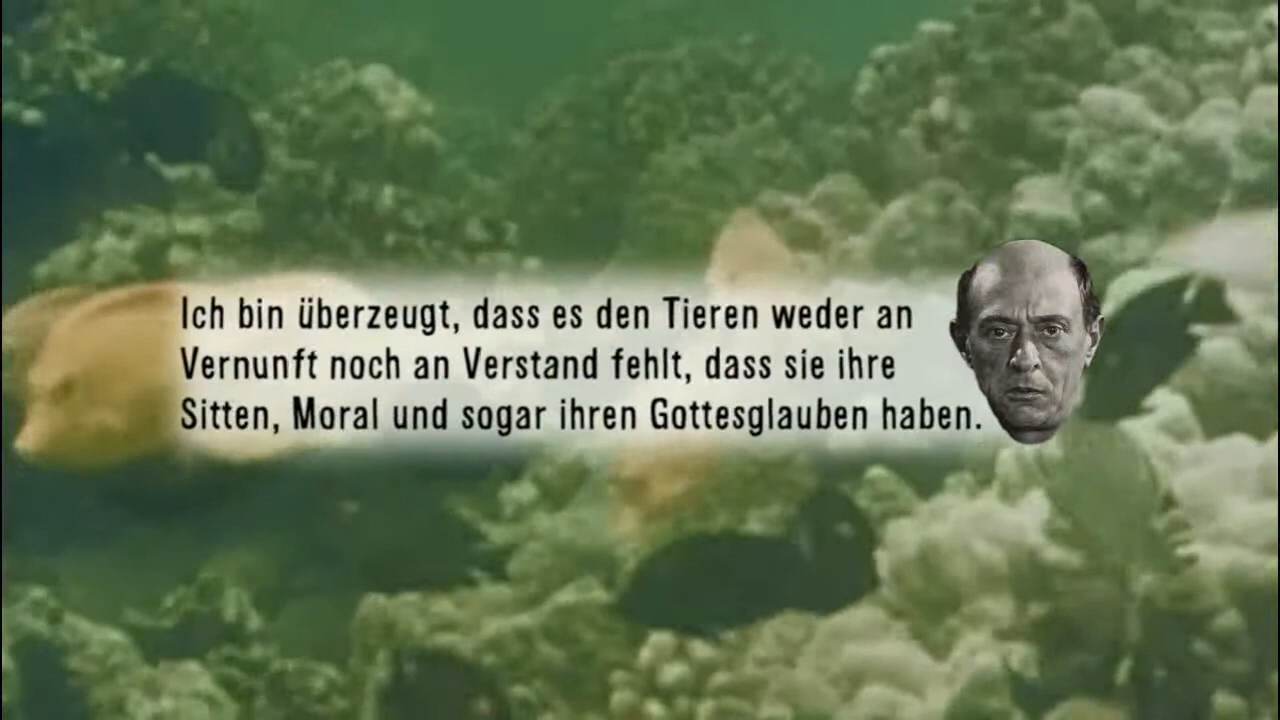 Ich bin überzeugt, dass es den Tieren weder an
Vernunft noch an Verstand fehlt, dass sie ihre
Sitten, Moral und sogar ihren Gottesglauben haben.